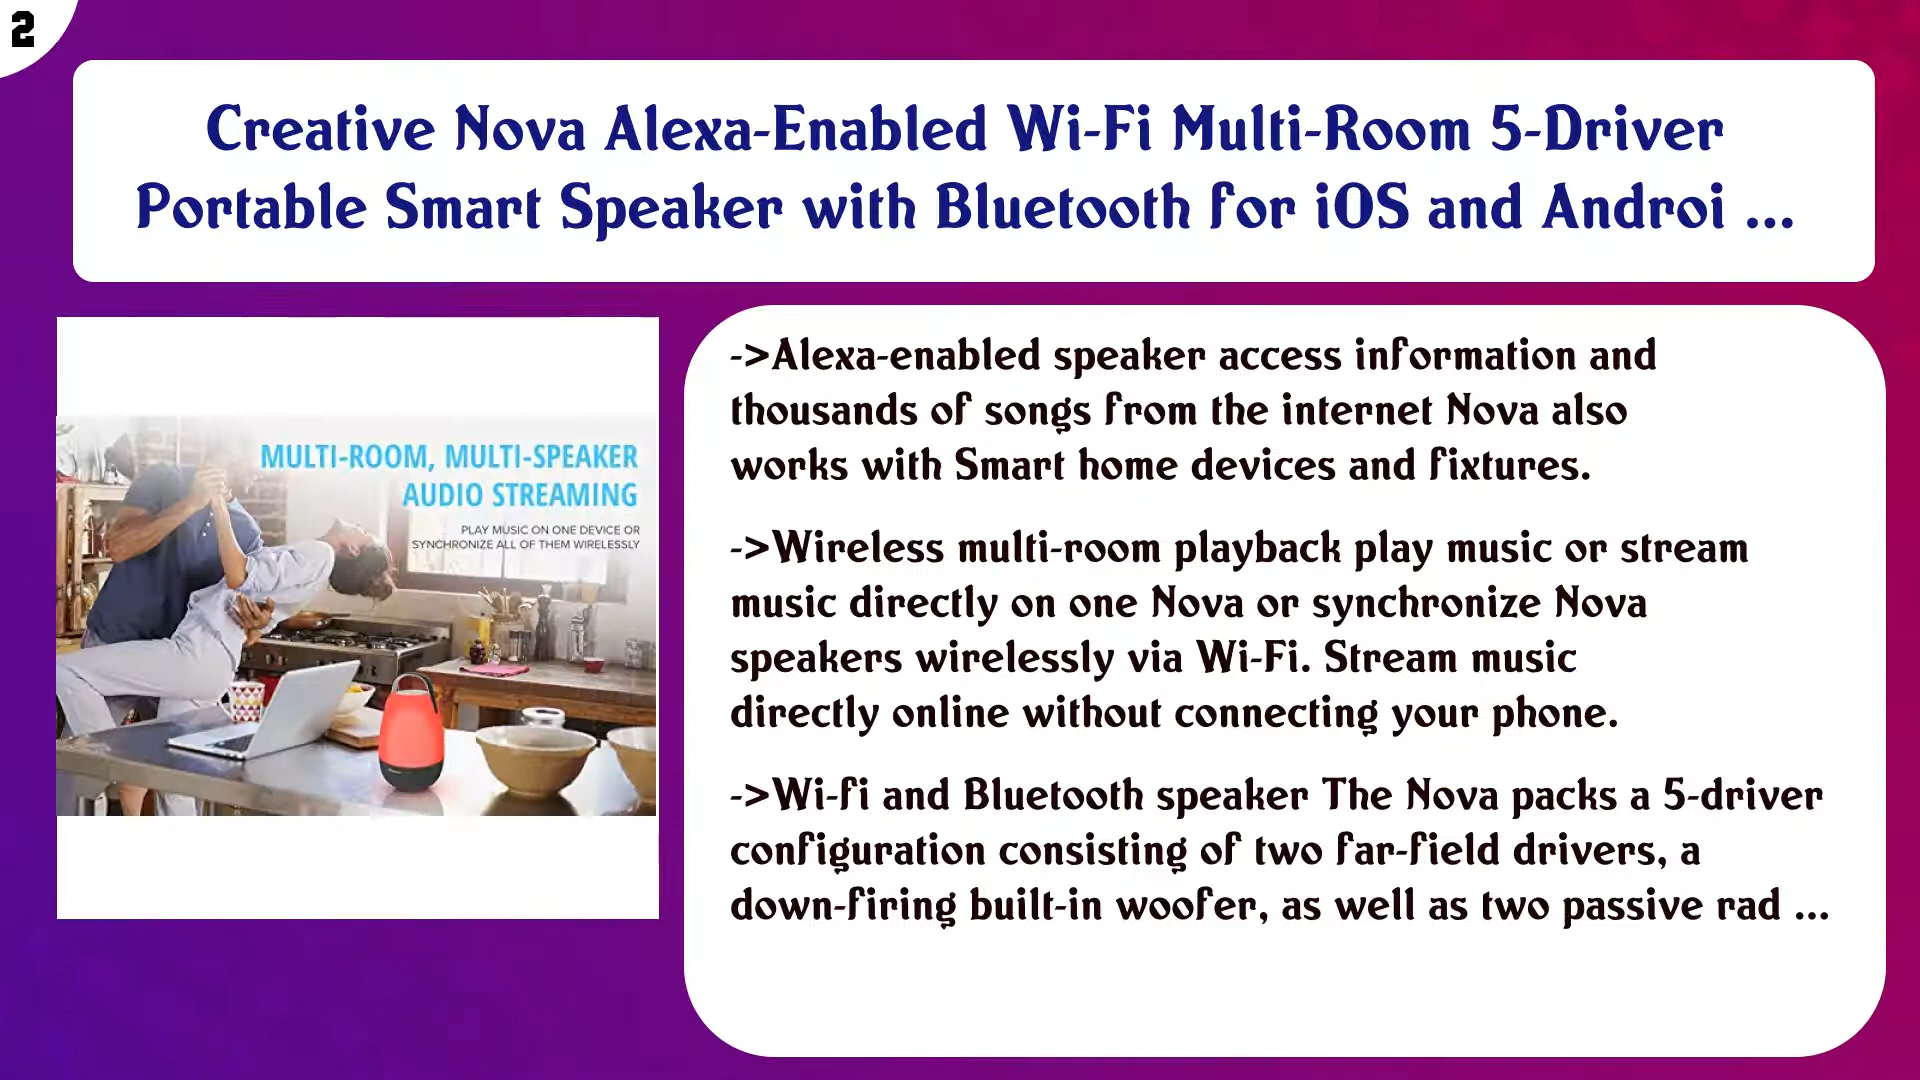 2
Creative Nova Alexa-Enabled Wi-Fi Multi-Room 5-Driver
Portable Smart Speaker with Bluetooth for iOS and Androi ...
MULTI-ROOM, MULTI-SPEAKER
AUDIO STREAMING
PLAY MUSIC ON ONE DEVICE OR
SYNCHRONIZE ALL OF THEM WIRELESSLY
->Alexa-enabled speaker access information and
thousands of songs from the internet Nova also
works with Smart home devices and fixtures.
->Wireless multi-room playback play music or stream
music directly on one Nova or synchronize Nova
speakers wirelessly via Wi-Fi. Stream music
directly online without connecting your phone.
->Wi-fi and Bluetooth speaker The Nova packs a 5-driver
configuration consisting of two far-field drivers, a
down-firing built-in woofer, as well as two passive rad ...